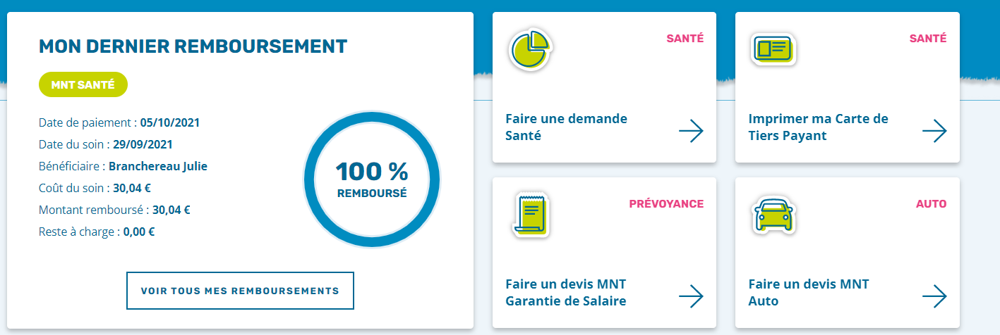 MON DERNIER REMBOURSEMENT
MNT SANTÉ
Date de paiement : 05/10/2021
Date du soin : 29/09/2021
Bénéficiaire : Branchereau Julie
Coût du soin : 30,04 €
Montant remboursé : 30,04 €
Reste à charge : 0,00 €
100 %
REMBOURSÉ
VOIR TOUS MES REMBOURSEMENTS
SANTÉ
Faire une demande
Santé
SANTÉ
Imprimer ma Carte de
Tiers Payant
PRÉVOYANCE
Faire un devis MNT
Garantie de Salaire
AUTO
Faire un devis MNT
Auto